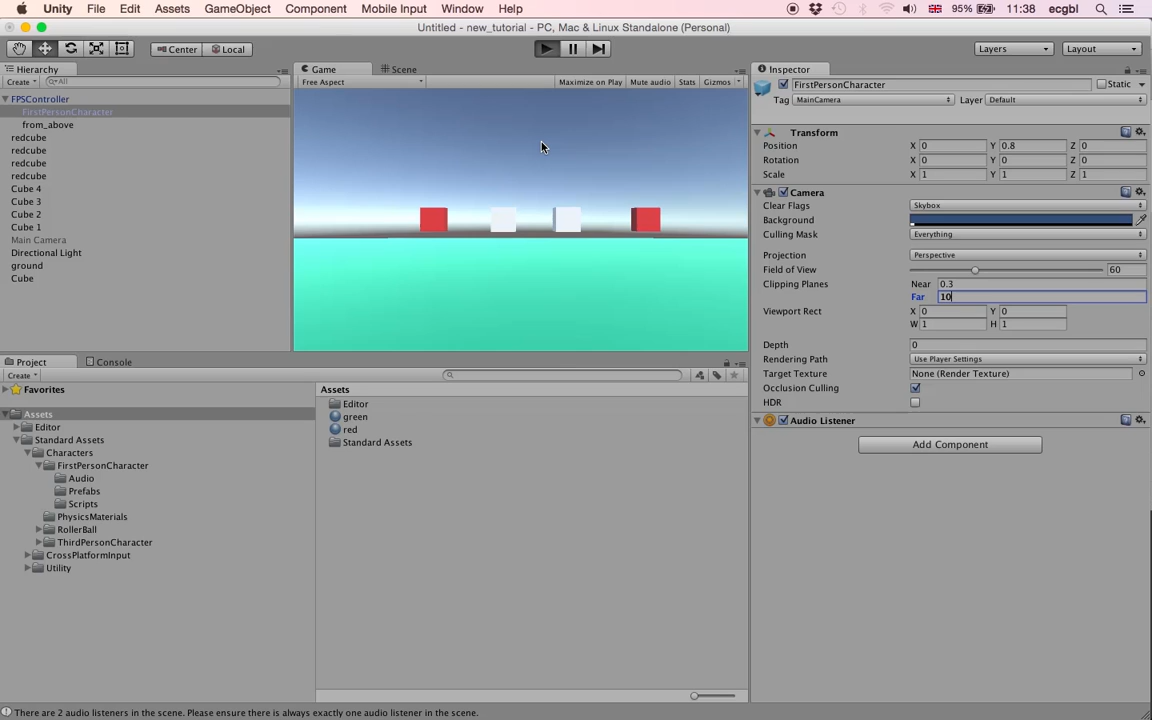 Unity File Edit Assets GameObject Component Mobile Input Window Help 95% 11:38 ecgbl
Untitled - new_tutorial - PC, Mac & Linux Standalone (Personal)
Center Local Layers Layout
Hierarchy
Create All
FPSController
FirstPersonCharacter
from_above
redcube
redcube
redcube
redcube
Cube 4
Cube 3
Cube 2
Cube 1
Main Camera
Directional Light
ground
Cube
Game Scene
Free Aspect Maximize on Play Mute audio Stats Gizmos
Inspector
FirstPersonCharacter Static
Tag MainCamera Layer Default
Transform
Position X 0 Y 0.8 Z 0
Rotation X 0 Y 0 Z 0
Scale X 1 Y 1 Z 1
Camera
Clear Flags Skybox
Background
Culling Mask Everything
Projection Perspective
Field of View 60
Clipping Planes Near 0.3
Far 10
Viewport Rect X 0 Y 0
W 1 H 1
Depth 0
Rendering Path Use Player Settings
Target Texture None (Render Texture)
Occlusion Culling
HDR
Audio Listener
Add Component
Project Console
Create
Favorites
Assets
Editor
Standard Assets
Characters
FirstPersonCharacter
Audio
Prefabs
Scripts
PhysicsMaterials
RollerBall
ThirdPersonCharacter
CrossPlatformInput
Utility
Assets
Editor
green
red
Standard Assets
There are 2 audio listeners in the scene. Please ensure there is always exactly one audio listener in the scene.